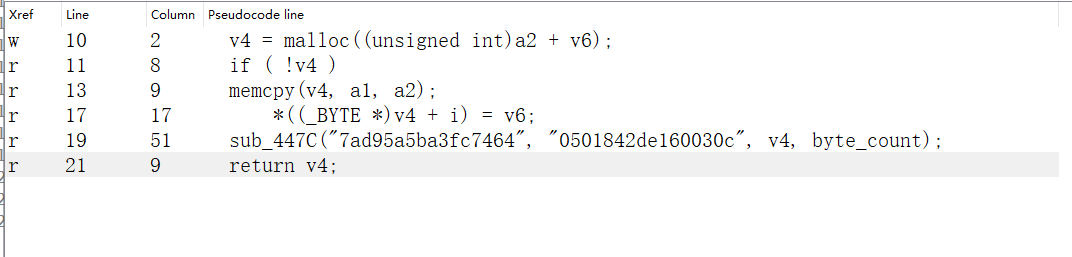 Xref Line Column Pseudocode line
w 10 2 v4 = malloc((unsigned int)a2 + v6);
r 11 8 if ( !v4 )
r 13 9 memcpy(v4, a1, a2);
r 17 17 *((_BYTE *)v4 + i) = v6;
r 19 51 sub_447C("7ad95a5ba3fc7464", "0501842de160030c", v4, byte_count);
r 21 9 return v4;